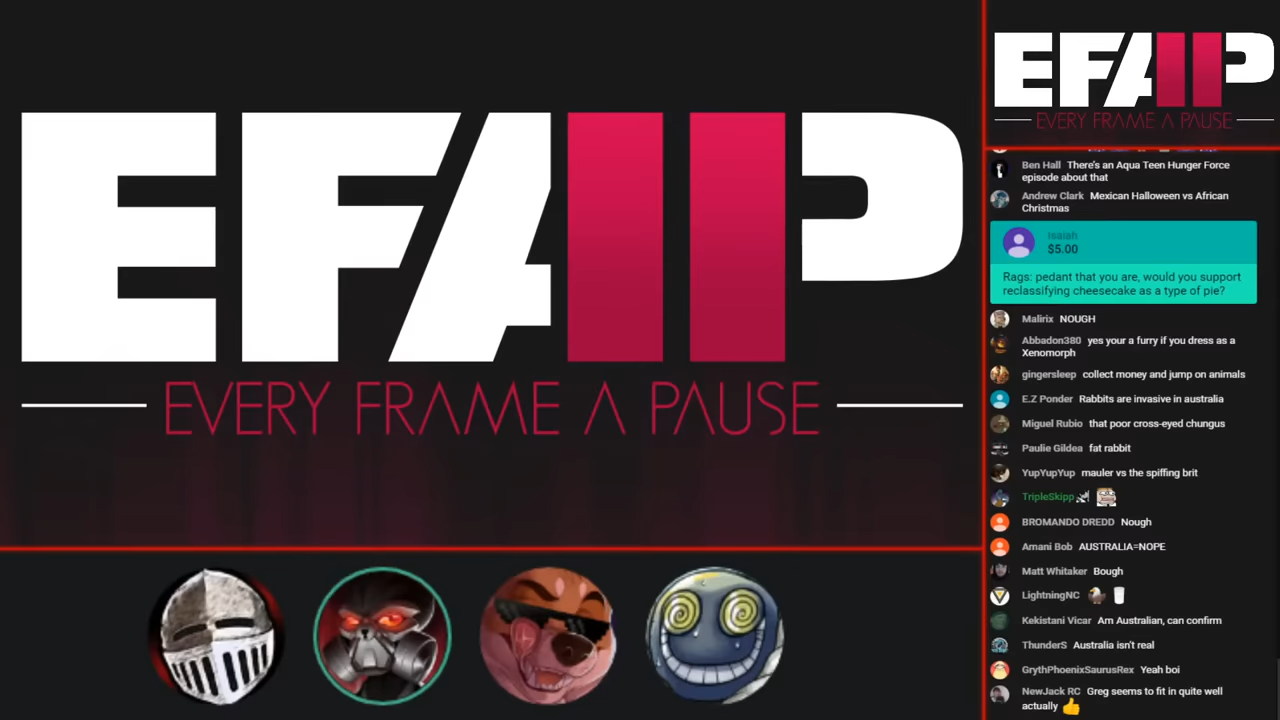 EFAP
EVERY FRAME A PAUSE
EFAP
EVERY FRAME A PAUSE
Ben Hall There's an Aqua Teen Hunger Force
episode about that
Andrew Clark Mexican Halloween vs African
Christmas
Isaiah
$5.00
Rags: pedant that you are, would you support
reclassifying cheesecake as a type of pie?
Malirix NOUGH
Abbadon380 yes your a furry if you dress as a
Xenomorph
gingersleep collect money and jump on animals
E.Z Ponder Rabbits are invasive in australia
Miguel Rubio that poor cross-eyed chungus
Paulie Gildea fat rabbit
YupYupYup mauler vs the spiffing brit
TripleSkipp
BROMANDO DREDD Nough
Amani Bob AUSTRALIA=NOPE
Matt Whitaker Bough
LightningNC
Kekistani Vicar Am Australian, can confirm
ThunderS Australia isn't real
GrythPhoenixSaurusRex Yeah boi
NewJack RC Greg seems to fit in quite well
actually